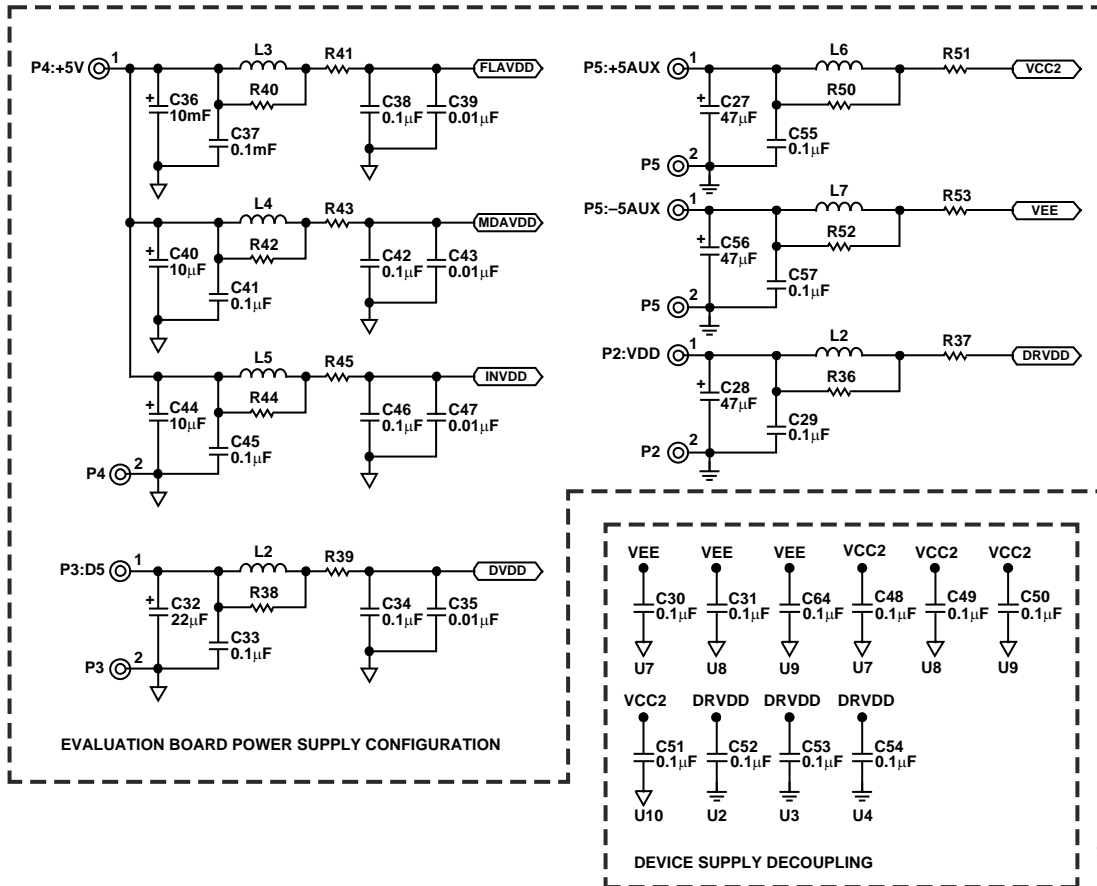 P4:+5V
1
L3
R41
FLAVDD
R40
+
C36
10mF
C37
0.1mF
C38
0.1μF
C39
0.01μF
L4
R43
MDAVDD
R42
+
C40
10μF
C41
0.1μF
C42
0.1μF
C43
0.01μF
L5
R45
INVDD
R44
+
C44
10μF
C45
0.1μF
C46
0.1μF
C47
0.01μF
P4
2
P3:D5
1
L2
R39
DVDD
R38
+
C32
22μF
C33
0.1μF
C34
0.1μF
C35
0.01μF
P3
2
EVALUATION BOARD POWER SUPPLY CONFIGURATION
P5:+5AUX
1
L6
R51
VCC2
R50
+
C27
47μF
C55
0.1μF
P5
2
P5:–5AUX
1
L7
R53
VEE
R52
+
C56
47μF
C57
0.1μF
P5
2
P2:VDD
1
L2
R37
DRVDD
R36
+
C28
47μF
C29
0.1μF
P2
2
VEE VEE VEE VCC2 VCC2 VCC2
C30 C31 C64 C48 C49 C50
0.1μF 0.1μF 0.1μF 0.1μF 0.1μF 0.1μF
U7 U8 U9 U7 U8 U9
VCC2 DRVDD DRVDD DRVDD
C51 C52 C53 C54
0.1μF 0.1μF 0.1μF 0.1μF
U10 U2 U3 U4
DEVICE SUPPLY DECOUPLING